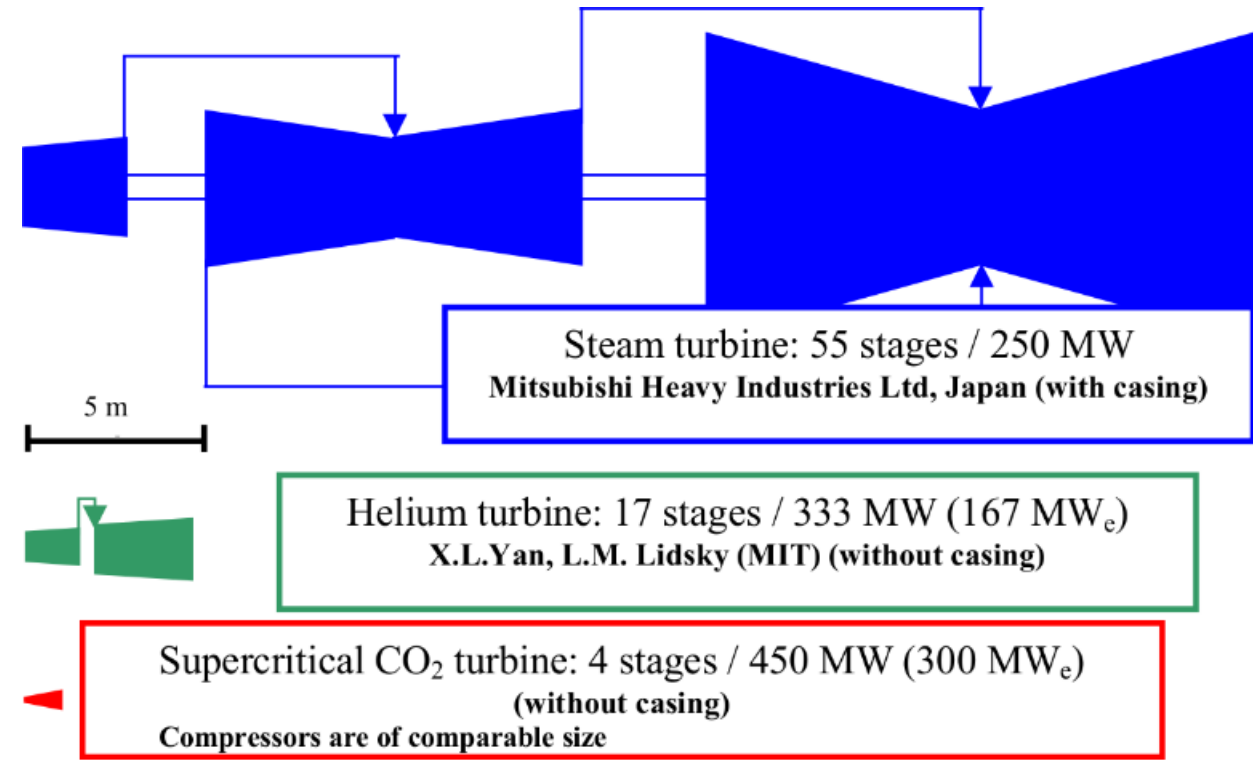 Steam turbine: 55 stages / 250 MW
Mitsubishi Heavy Industries Ltd, Japan (with casing)
5 m
Helium turbine: 17 stages / 333 MW (167 MWₑ)
X.L.Yan, L.M. Lidsky (MIT) (without casing)
Supercritical CO₂ turbine: 4 stages / 450 MW (300 MWₑ)
(without casing)
Compressors are of comparable size